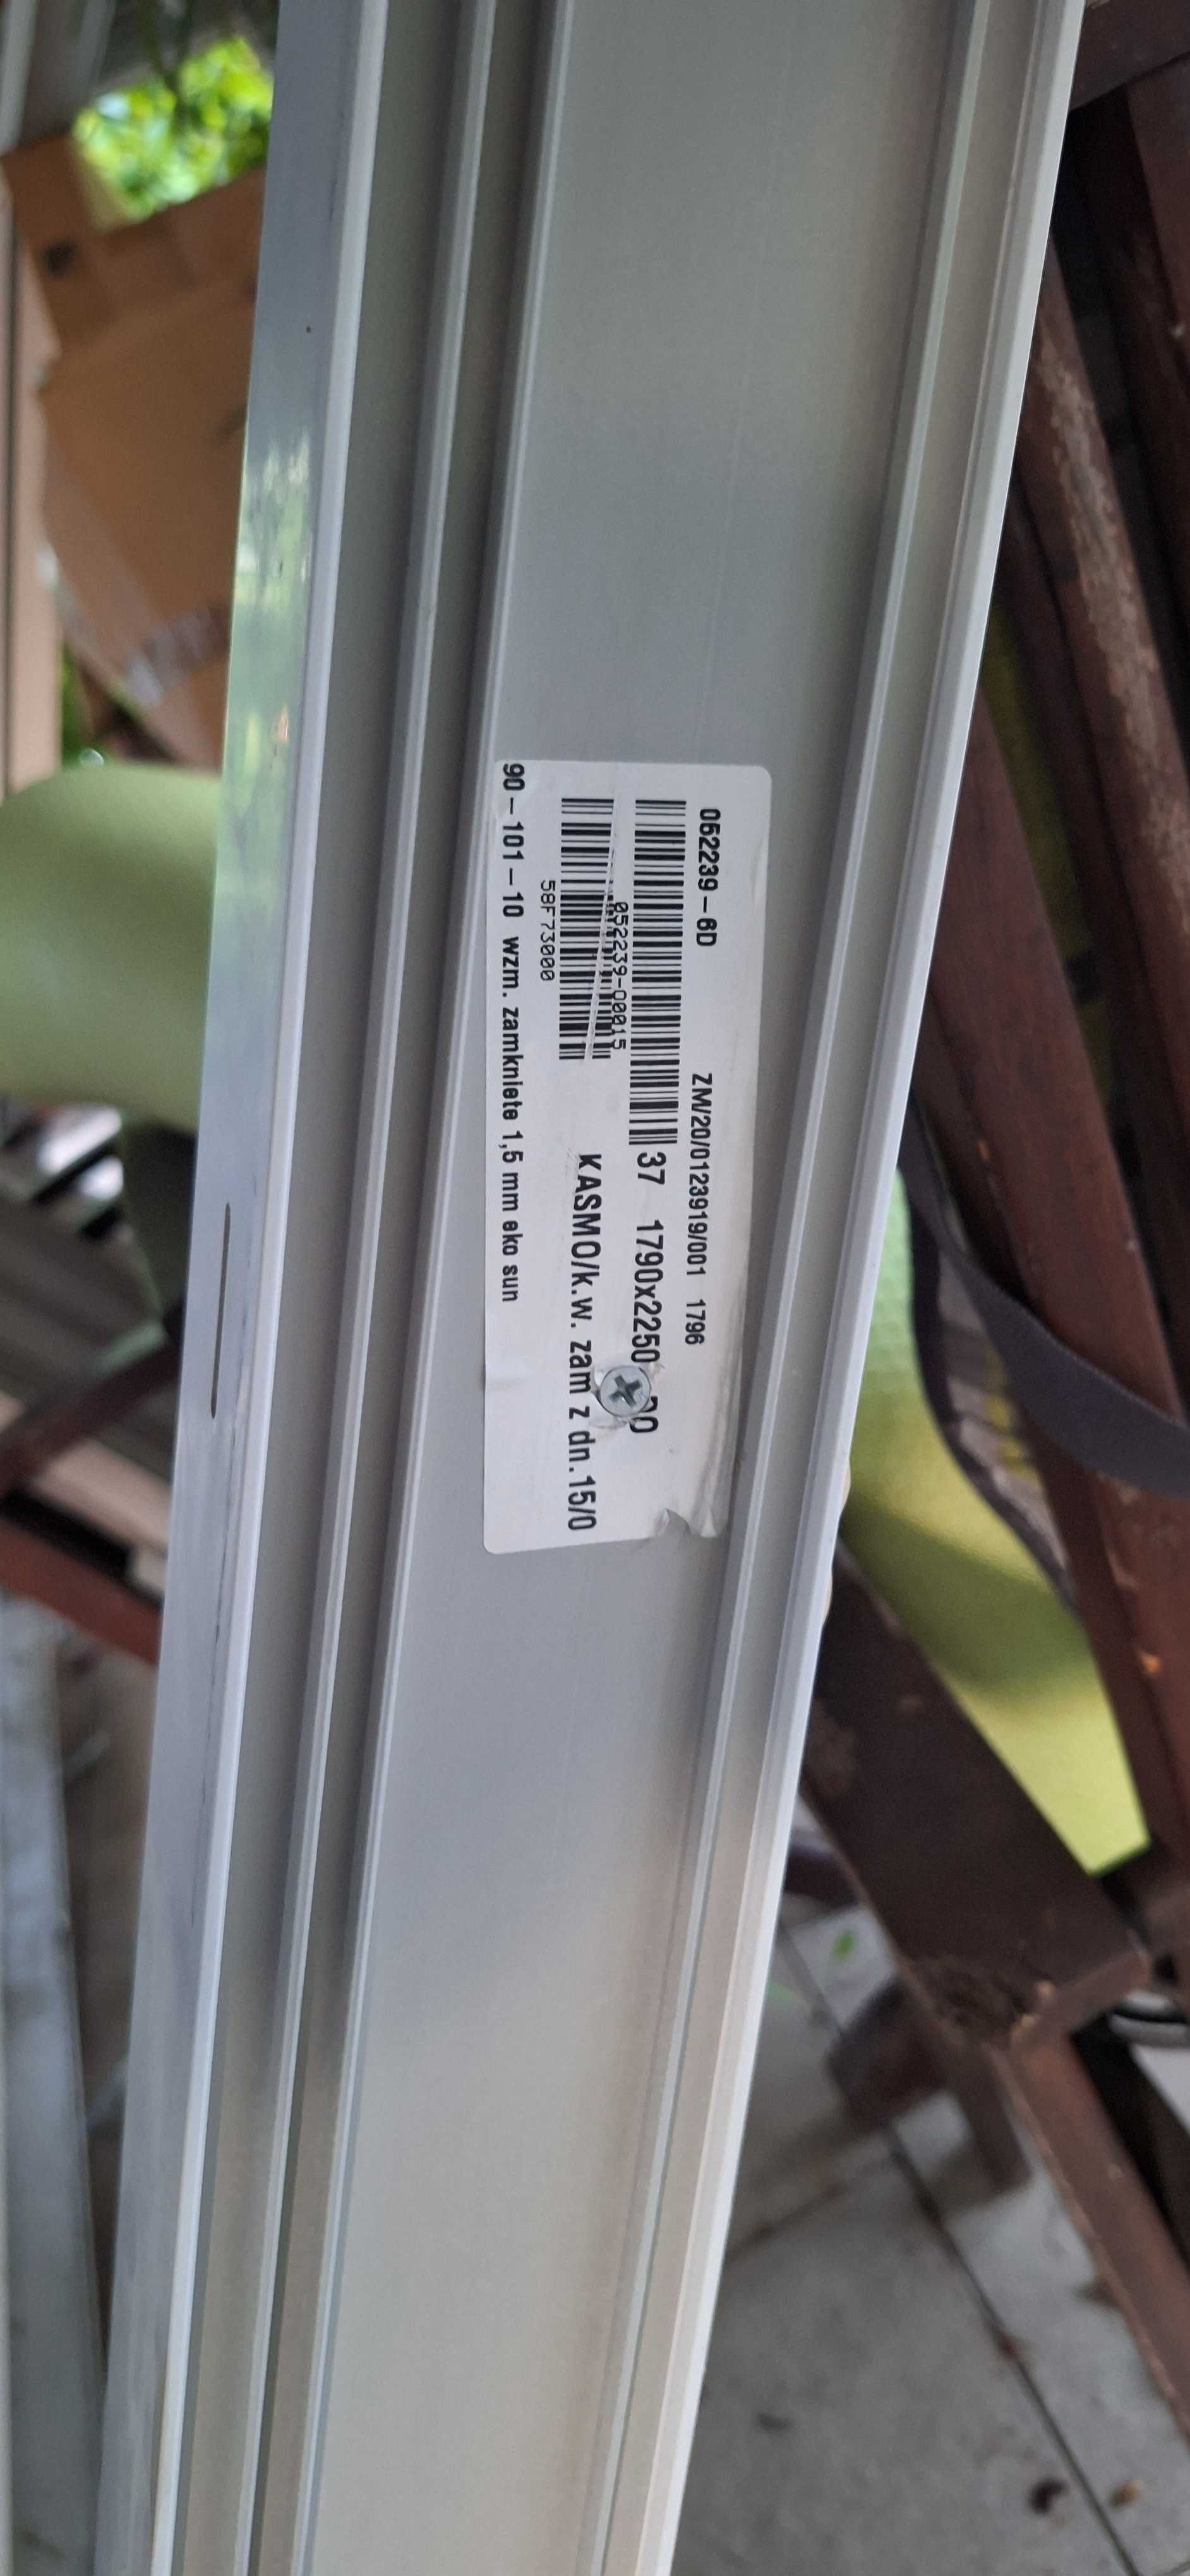 052239-6D ZM/20/0123919/001 1796
37 1790x2250
052239-00015
KASMO/k.w. zam z dn.15/0
58F73000
90-101-10 wzm. zamkniete 1,5 mm eko sun